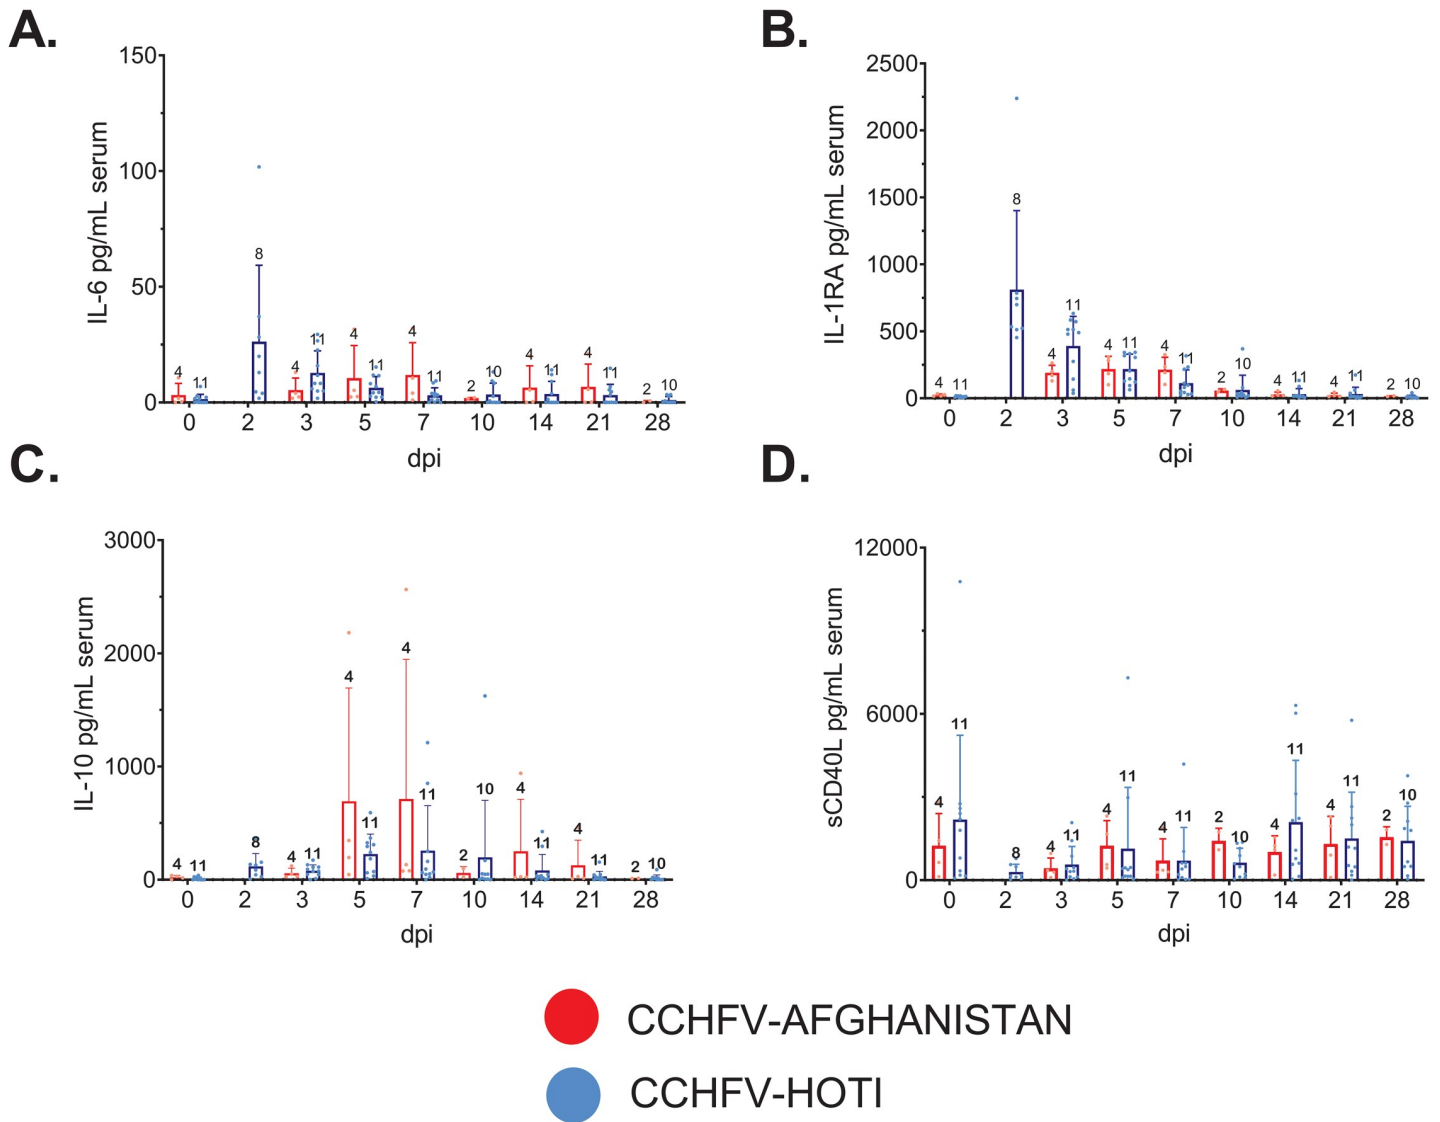 A.
IL-6 pg/mL serum
150
100
50
0
4 11 8 4 11 4 11 4 11 2 10 4 11 4 11 2 10
0 2 3 5 7 10 14 21 28
dpi
B.
IL-1RA pg/mL serum
2500
2000
1500
1000
500
0
4 11 8 4 11 4 11 4 11 2 10 4 11 4 11 2 10
0 2 3 5 7 10 14 21 28
dpi
C.
IL-10 pg/mL serum
3000
2000
1000
0
4 11 8 4 11 4 11 4 11 2 10 4 11 4 11 2 10
0 2 3 5 7 10 14 21 28
dpi
D.
sCD40L pg/mL serum
12000
6000
0
4 11 8 4 11 4 11 4 11 2 10 4 11 4 11 2 10
0 2 3 5 7 10 14 21 28
dpi
CCHFV-AFGHANISTAN
CCHFV-HOTI